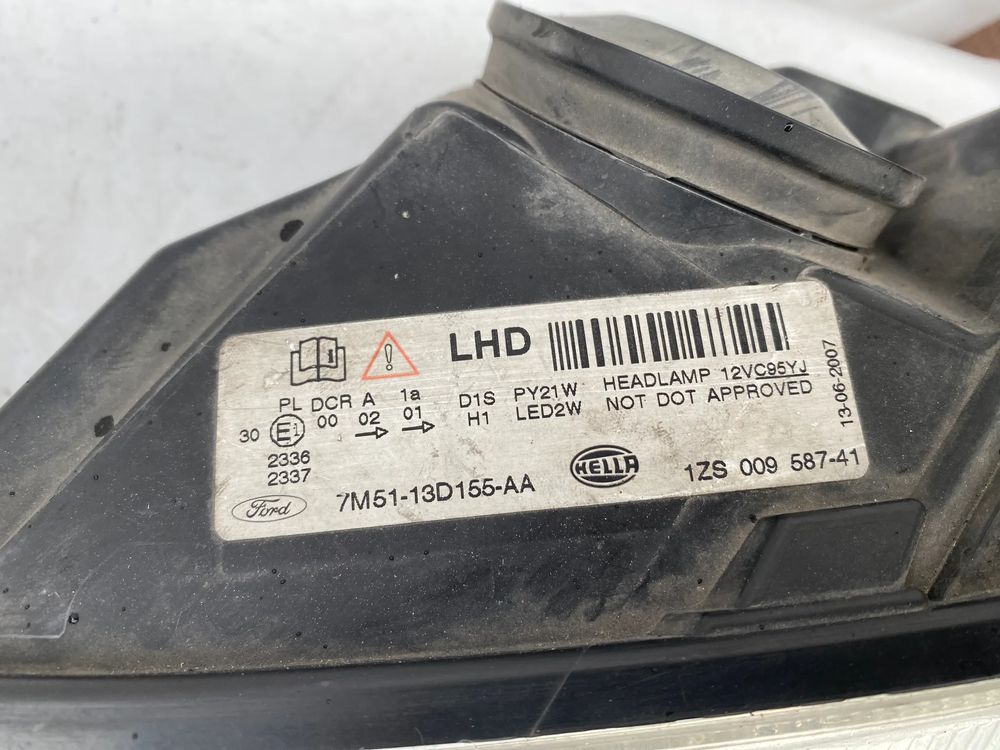 LHD
PL DCR A 1a
30 E1 00 02 01
2336
2337
D1S PY21W
H1 LED2W
HEADLAMP 12VC95YJ
NOT DOT APPROVED
13-06-2007
Ford
7M51-13D155-AA
HELLA
1ZS 009 587-41